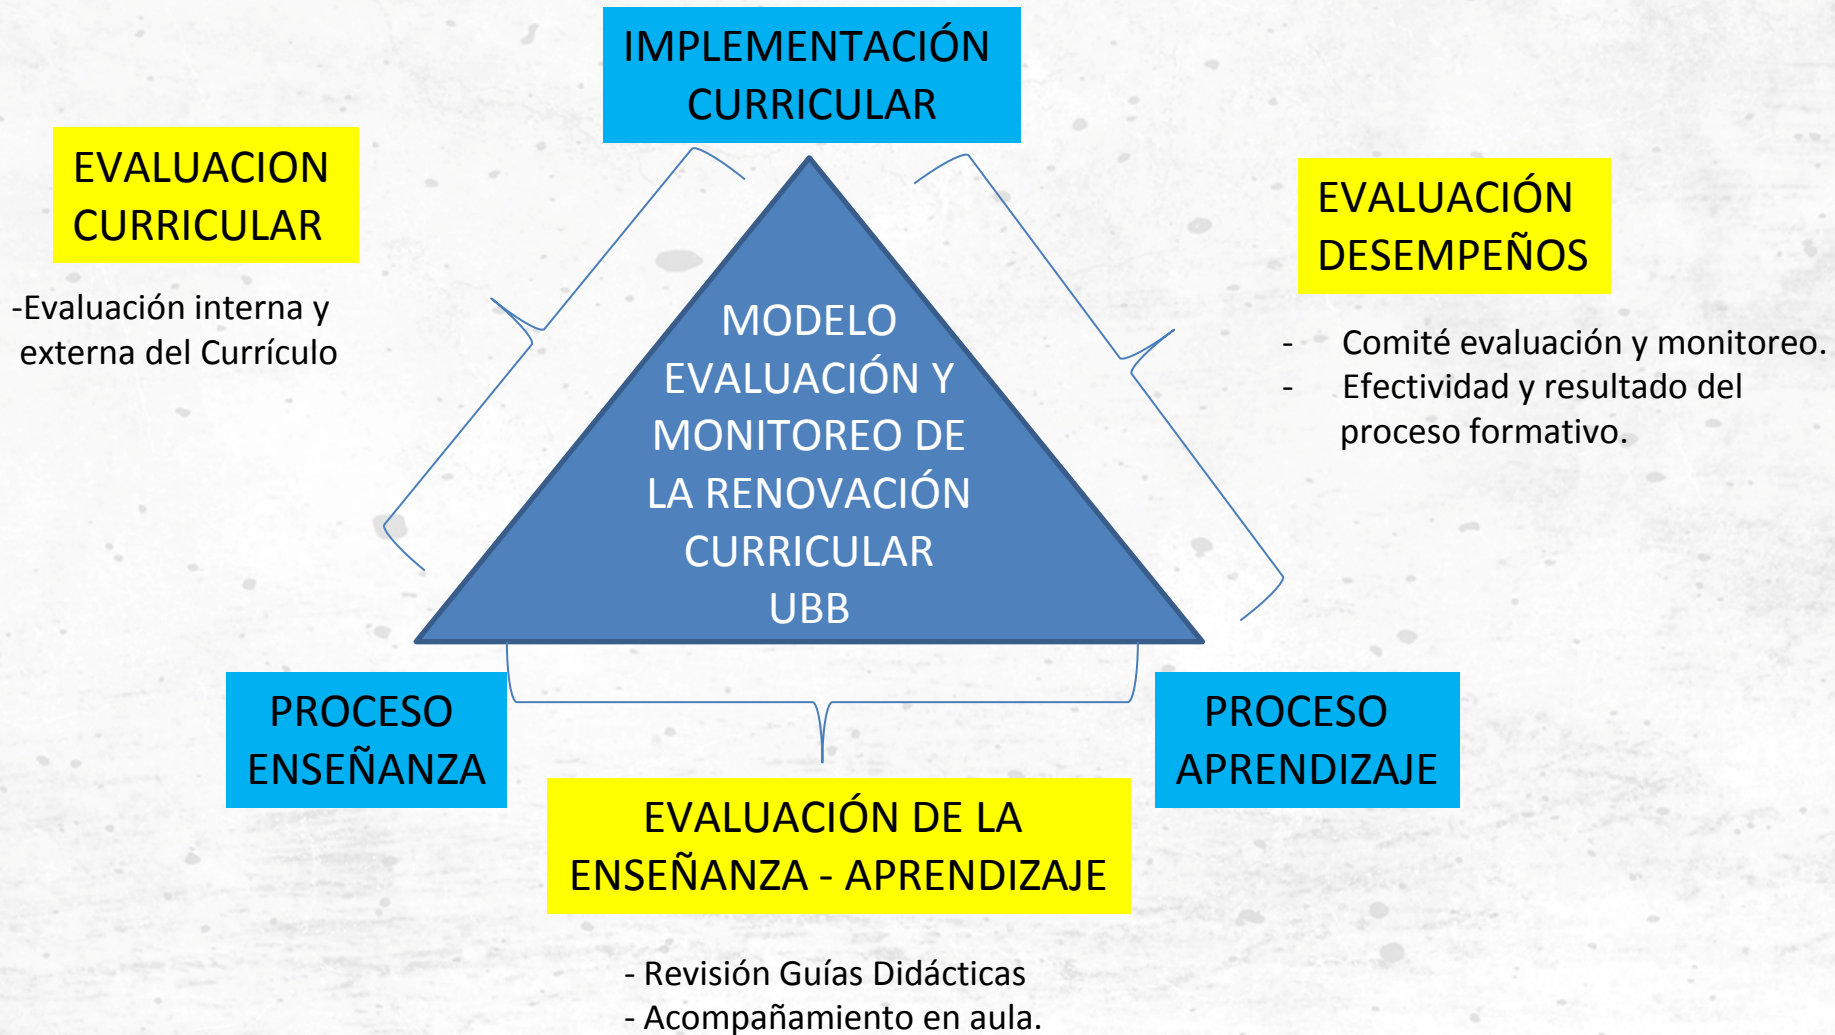 IMPLEMENTACIÓN
CURRICULAR
EVALUACION
CURRICULAR
-Evaluación interna y
externa del Currículo
EVALUACIÓN
DESEMPEÑOS
- Comité evaluación y monitoreo.
- Efectividad y resultado del
proceso formativo.
MODELO
EVALUACIÓN Y
MONITOREO DE
LA RENOVACIÓN
CURRICULAR
UBB
PROCESO
ENSEÑANZA
PROCESO
APRENDIZAJE
EVALUACIÓN DE LA
ENSEÑANZA - APRENDIZAJE
- Revisión Guías Didácticas
- Acompañamiento en aula.